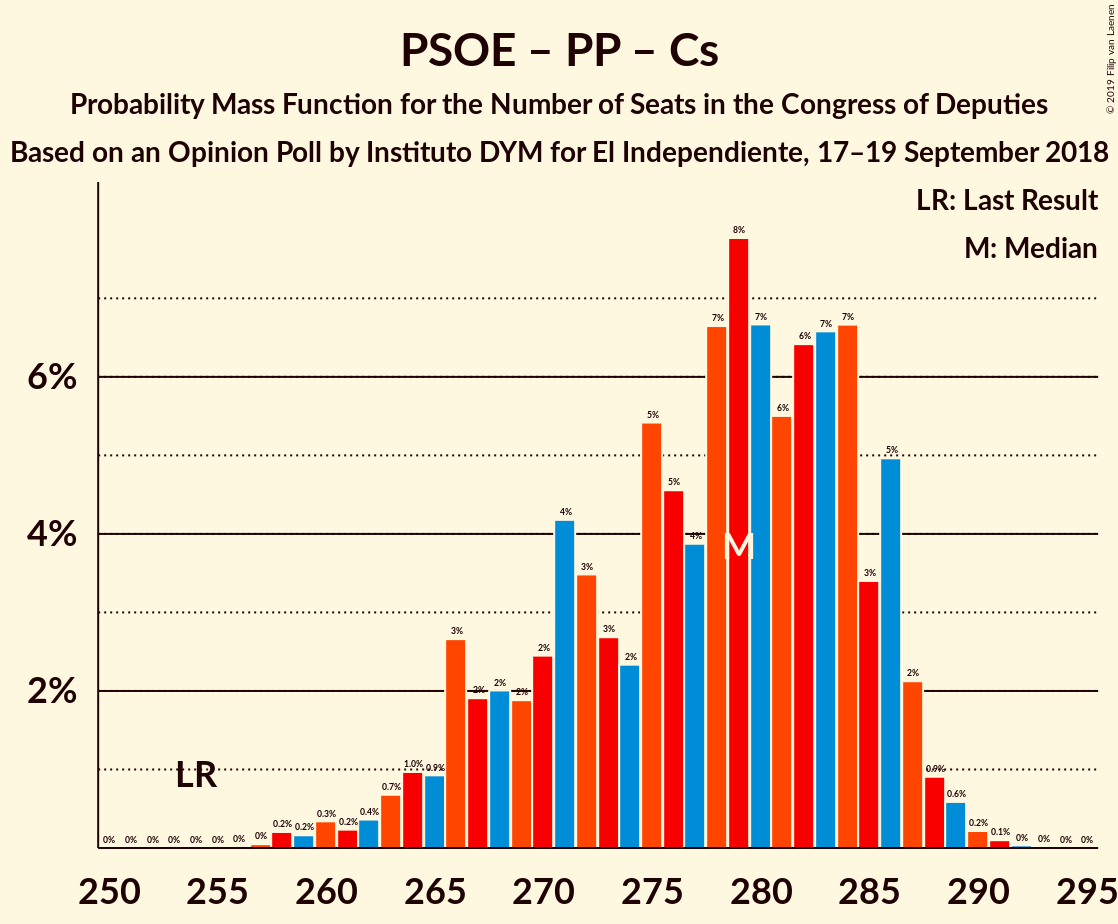 © 2019 Filip van Laenen
PSOE – PP – Cs
Probability Mass Function for the Number of Seats in the Congress of Deputies
Based on an Opinion Poll by Instituto DYM for El Independiente, 17–19 September 2018
LR: Last Result
M: Median
6%
4%
2%
0% 0% 0% 0% 0% 0% 0% 0% 0.2% 0.2% 0.3% 0.2% 0.4% 0.7% 1.0% 0.9% 3% 2% 2% 2% 2% 4% 3% 3% 2% 5% 5% 4% 7% 8% 7% 6% 6% 7% 7% 3% 5% 2% 0.9% 0.6% 0.2% 0.1% 0% 0% 0% 0%
LR
M
250 255 260 265 270 275 280 285 290 295